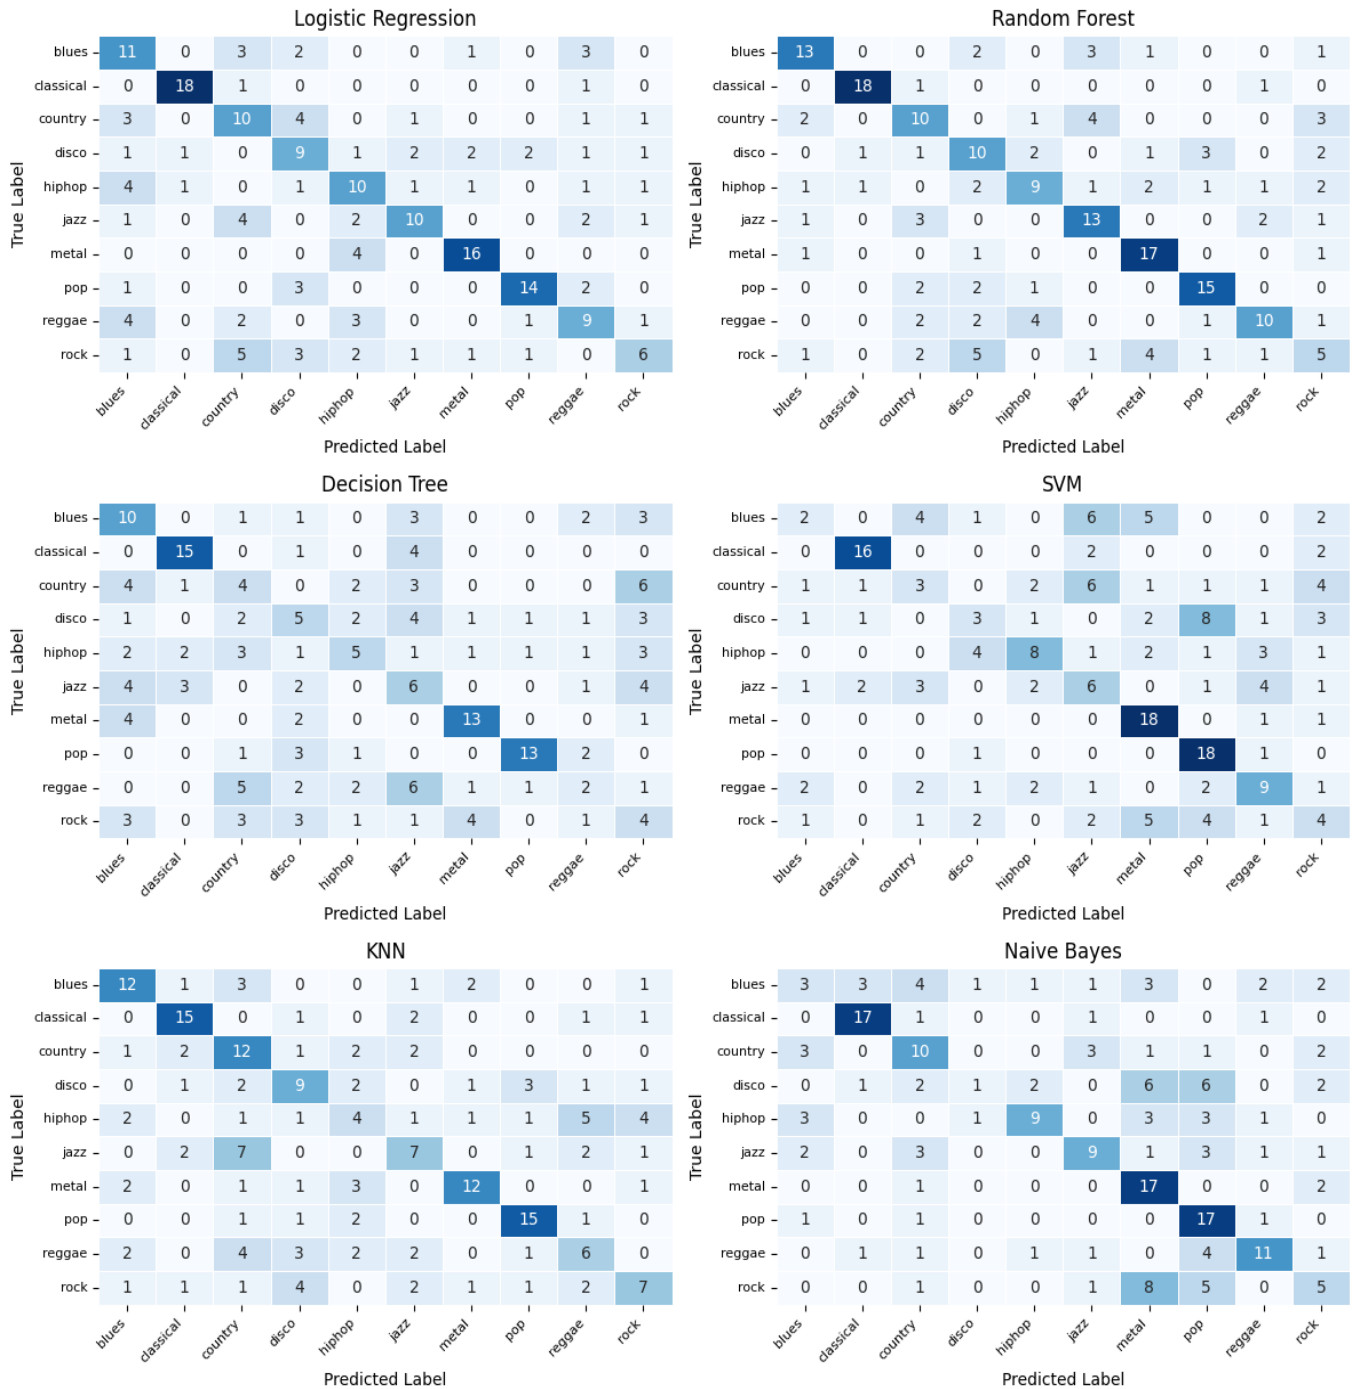 Logistic Regression
True Label
blues 11 0 3 2 0 0 1 0 3 0
classical 0 18 1 0 0 0 0 0 1 0
country 3 0 10 4 0 1 0 0 1 1
disco 1 1 0 9 1 2 2 2 1 1
hiphop 4 1 0 1 10 1 1 0 1 1
jazz 1 0 4 0 2 10 0 0 2 1
metal 0 0 0 0 4 0 16 0 0 0
pop 1 0 0 3 0 0 0 14 2 0
reggae 4 0 2 0 3 0 0 1 9 1
rock 1 0 5 3 2 1 1 1 0 6
blues classical country disco hiphop jazz metal pop reggae rock
Predicted Label
Random Forest
True Label
blues 13 0 0 2 0 3 1 0 0 1
classical 0 18 1 0 0 0 0 0 1 0
country 2 0 10 0 1 4 0 0 0 3
disco 0 1 1 10 2 0 1 3 0 2
hiphop 1 1 0 2 9 1 2 1 1 2
jazz 1 0 3 0 0 13 0 0 2 1
metal 1 0 0 1 0 0 17 0 0 1
pop 0 0 2 2 1 0 0 15 0 0
reggae 0 0 2 2 4 0 0 1 10 1
rock 1 0 2 5 0 1 4 1 1 5
blues classical country disco hiphop jazz metal pop reggae rock
Predicted Label
Decision Tree
True Label
blues 10 0 1 1 0 3 0 0 2 3
classical 0 15 0 1 0 4 0 0 0 0
country 4 1 4 0 2 3 0 0 0 6
disco 1 0 2 5 2 4 1 1 1 3
hiphop 2 2 3 1 5 1 1 1 1 3
jazz 4 3 0 2 0 6 0 0 1 4
metal 4 0 0 2 0 0 13 0 0 1
pop 0 0 1 3 1 0 0 13 2 0
reggae 0 0 5 2 2 6 1 1 2 1
rock 3 0 3 3 1 1 4 0 1 4
blues classical country disco hiphop jazz metal pop reggae rock
Predicted Label
SVM
True Label
blues 2 0 4 1 0 6 5 0 0 2
classical 0 16 0 0 0 2 0 0 0 2
country 1 1 3 0 2 6 1 1 1 4
disco 1 1 0 3 1 0 2 8 1 3
hiphop 0 0 0 4 8 1 2 1 3 1
jazz 1 2 3 0 2 6 0 1 4 1
metal 0 0 0 0 0 0 18 0 1 1
pop 0 0 0 1 0 0 0 18 1 0
reggae 2 0 2 1 2 1 0 2 9 1
rock 1 0 1 2 0 2 5 4 1 4
blues classical country disco hiphop jazz metal pop reggae rock
Predicted Label
KNN
True Label
blues 12 1 3 0 0 1 2 0 0 1
classical 0 15 0 1 0 2 0 0 1 1
country 1 2 12 1 2 2 0 0 0 0
disco 0 1 2 9 2 0 1 3 1 1
hiphop 2 0 1 1 4 1 1 1 5 4
jazz 0 2 7 0 0 7 0 1 2 1
metal 2 0 1 1 3 0 12 0 0 1
pop 0 0 1 1 2 0 0 15 1 0
reggae 2 0 4 3 2 2 0 1 6 0
rock 1 1 1 4 0 2 1 1 2 7
blues classical country disco hiphop jazz metal pop reggae rock
Predicted Label
Naive Bayes
True Label
blues 3 3 4 1 1 1 3 0 2 2
classical 0 17 1 0 0 1 0 0 1 0
country 3 0 10 0 0 3 1 1 0 2
disco 0 1 2 1 2 0 6 6 0 2
hiphop 3 0 0 1 9 0 3 3 1 0
jazz 2 0 3 0 0 9 1 3 1 1
metal 0 0 1 0 0 0 17 0 0 2
pop 1 0 1 0 0 0 0 17 1 0
reggae 0 1 1 0 1 1 0 4 11 1
rock 0 0 1 0 0 1 8 5 0 5
blues classical country disco hiphop jazz metal pop reggae rock
Predicted Label